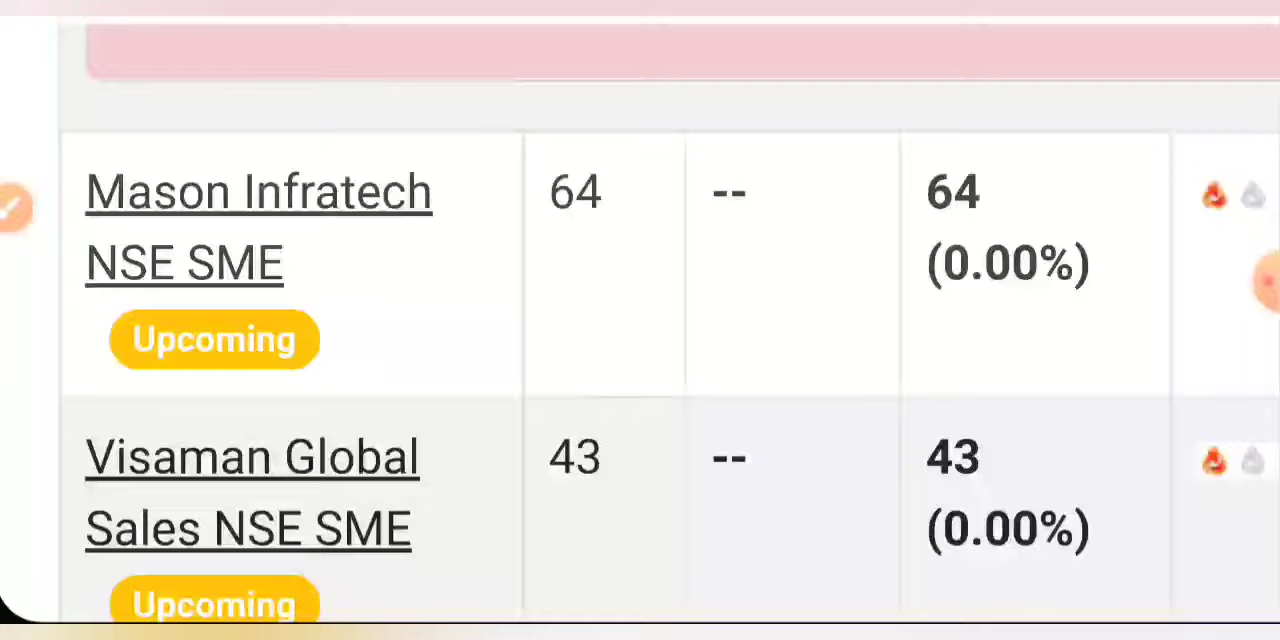 Mason Infratech 64 -- 64
NSE SME (0.00%)
Upcoming
Visaman Global 43 -- 43
Sales NSE SME (0.00%)
Upcoming